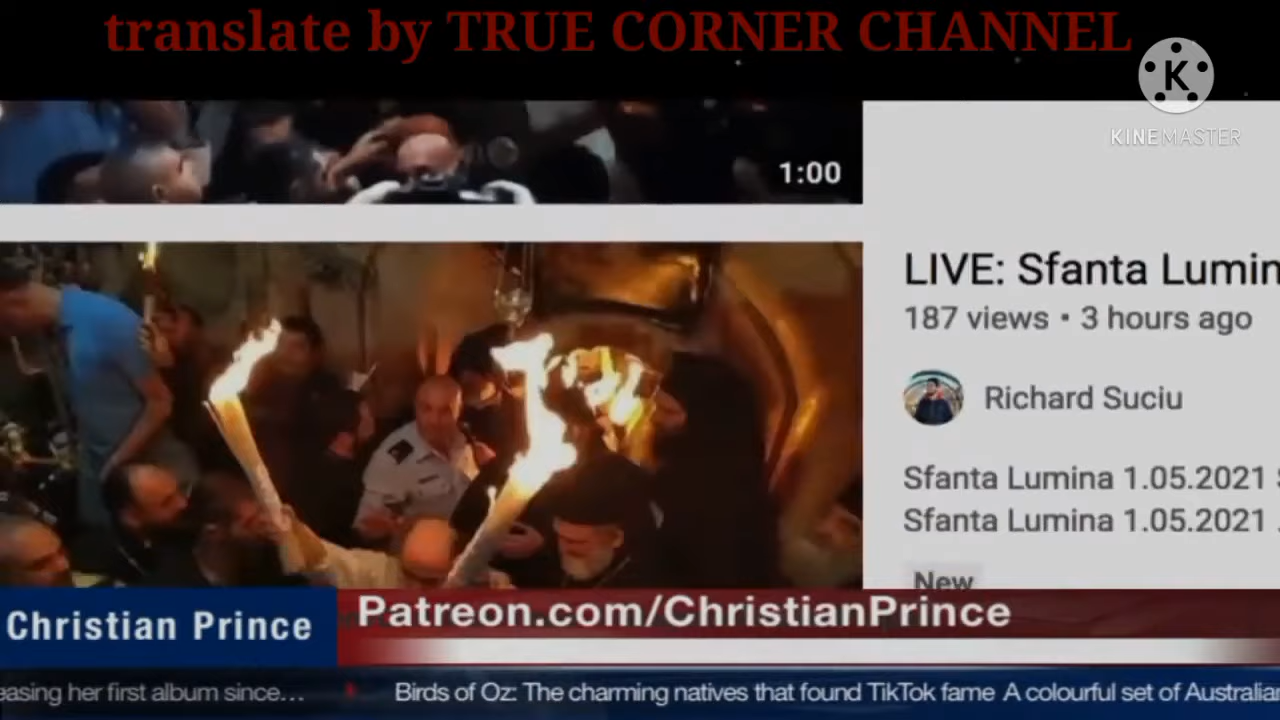 translate by TRUE CORNER CHANNEL
K
KINEMASTER
1:00
LIVE: Sfanta Lumin
187 views • 3 hours ago
Richard Suciu
Sfanta Lumina 1.05.2021
Sfanta Lumina 1.05.2021
New
Christian Prince
Patreon.com/ChristianPrince
easing her first album since...
Birds of Oz: The charming natives that found TikTok fame A colourful set of Australian